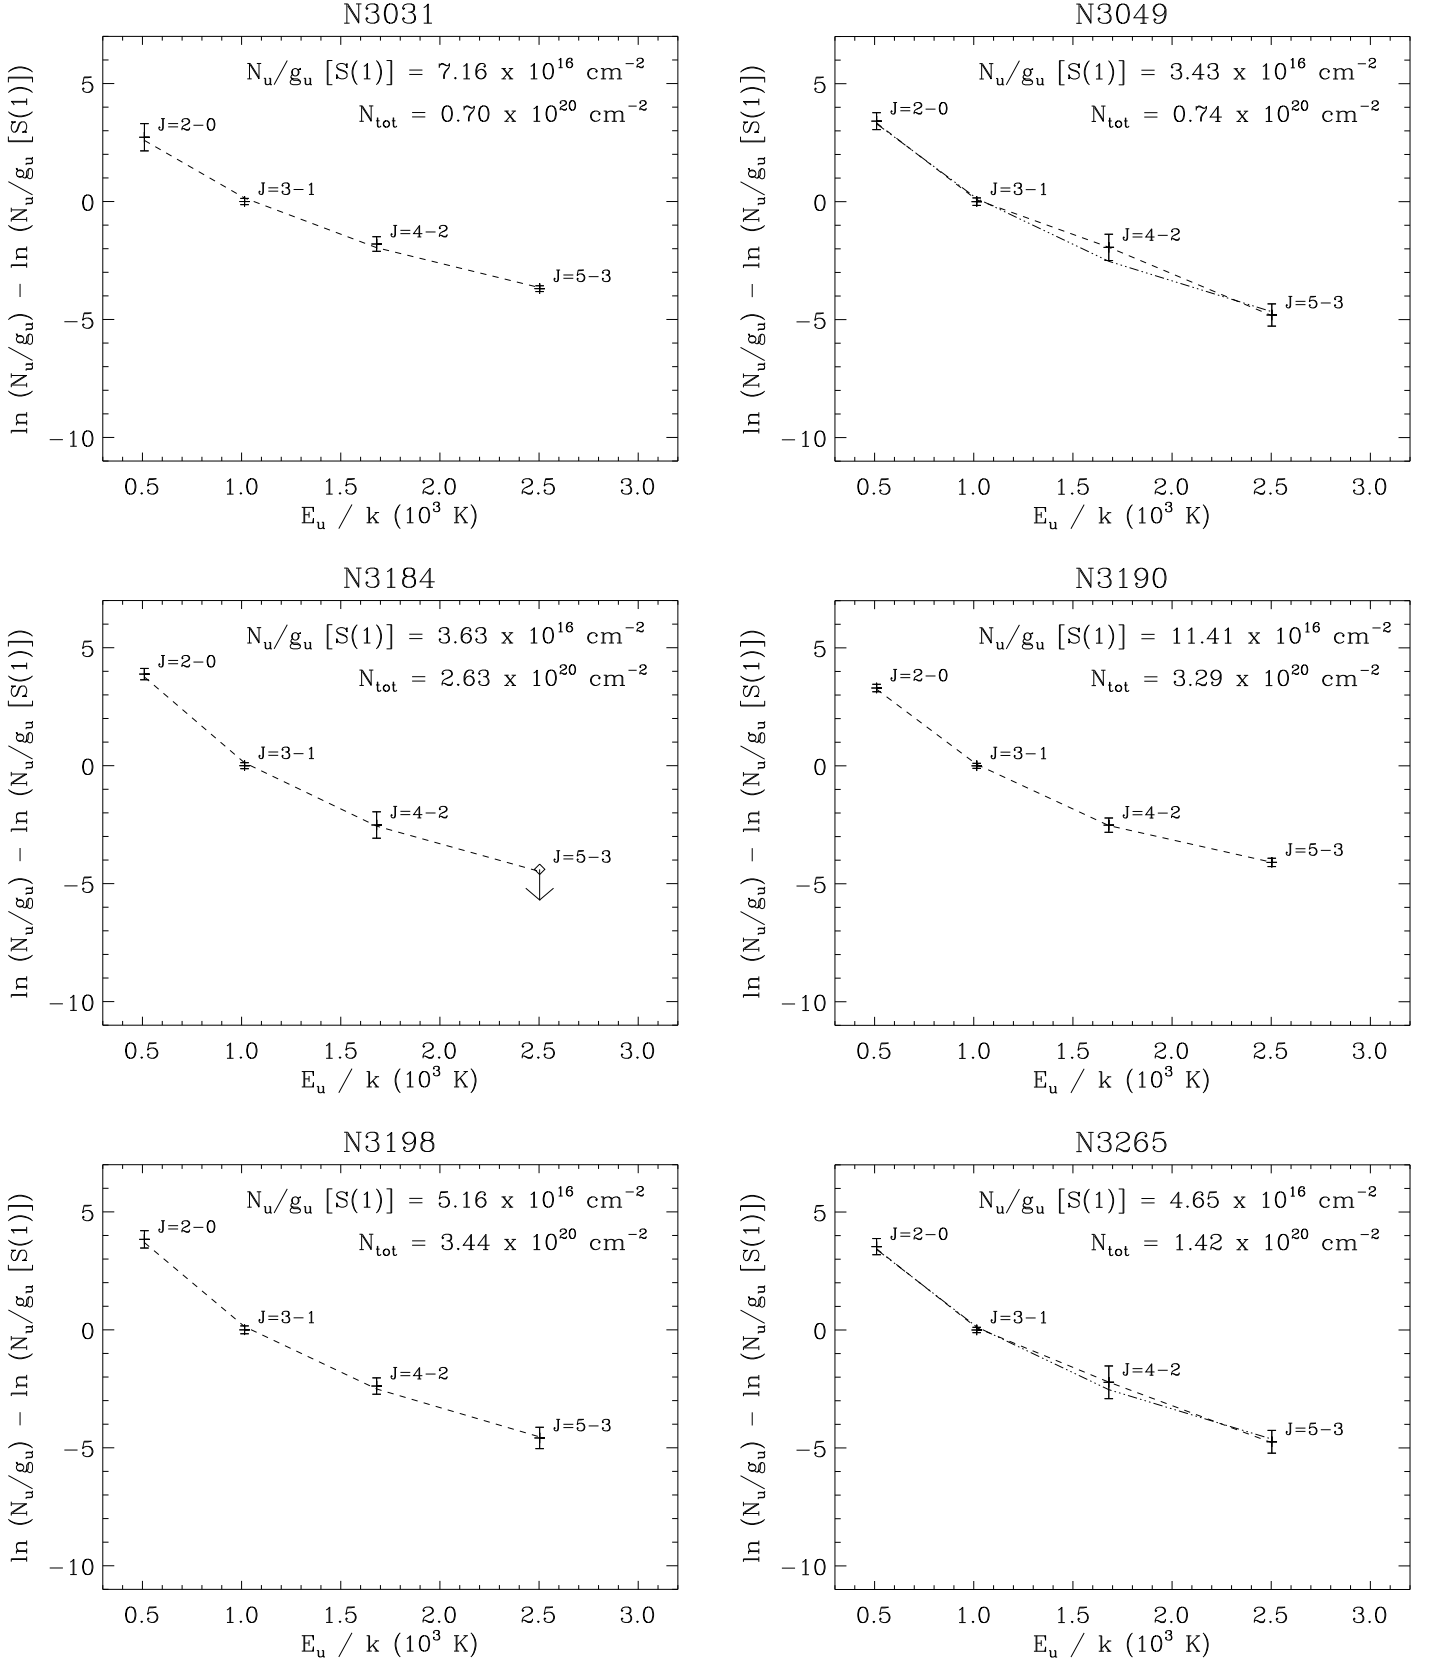 N3031
N_u/g_u [S(1)] = 7.16 x 10^16 cm^−2
N_tot = 0.70 x 10^20 cm^−2
J=2−0
J=3−1
J=4−2
J=5−3
5
0
−5
−10
0.5 1.0 1.5 2.0 2.5 3.0
E_u / k (10^3 K)
ln (N_u/g_u) − ln (N_u/g_u [S(1)])
N3049
N_u/g_u [S(1)] = 3.43 x 10^16 cm^−2
N_tot = 0.74 x 10^20 cm^−2
J=2−0
J=3−1
J=4−2
J=5−3
5
0
−5
−10
0.5 1.0 1.5 2.0 2.5 3.0
E_u / k (10^3 K)
ln (N_u/g_u) − ln (N_u/g_u [S(1)])
N3184
N_u/g_u [S(1)] = 3.63 x 10^16 cm^−2
N_tot = 2.63 x 10^20 cm^−2
J=2−0
J=3−1
J=4−2
J=5−3
5
0
−5
−10
0.5 1.0 1.5 2.0 2.5 3.0
E_u / k (10^3 K)
ln (N_u/g_u) − ln (N_u/g_u [S(1)])
N3190
N_u/g_u [S(1)] = 11.41 x 10^16 cm^−2
N_tot = 3.29 x 10^20 cm^−2
J=2−0
J=3−1
J=4−2
J=5−3
5
0
−5
−10
0.5 1.0 1.5 2.0 2.5 3.0
E_u / k (10^3 K)
ln (N_u/g_u) − ln (N_u/g_u [S(1)])
N3198
N_u/g_u [S(1)] = 5.16 x 10^16 cm^−2
N_tot = 3.44 x 10^20 cm^−2
J=2−0
J=3−1
J=4−2
J=5−3
5
0
−5
−10
0.5 1.0 1.5 2.0 2.5 3.0
E_u / k (10^3 K)
ln (N_u/g_u) − ln (N_u/g_u [S(1)])
N3265
N_u/g_u [S(1)] = 4.65 x 10^16 cm^−2
N_tot = 1.42 x 10^20 cm^−2
J=2−0
J=3−1
J=4−2
J=5−3
5
0
−5
−10
0.5 1.0 1.5 2.0 2.5 3.0
E_u / k (10^3 K)
ln (N_u/g_u) − ln (N_u/g_u [S(1)])